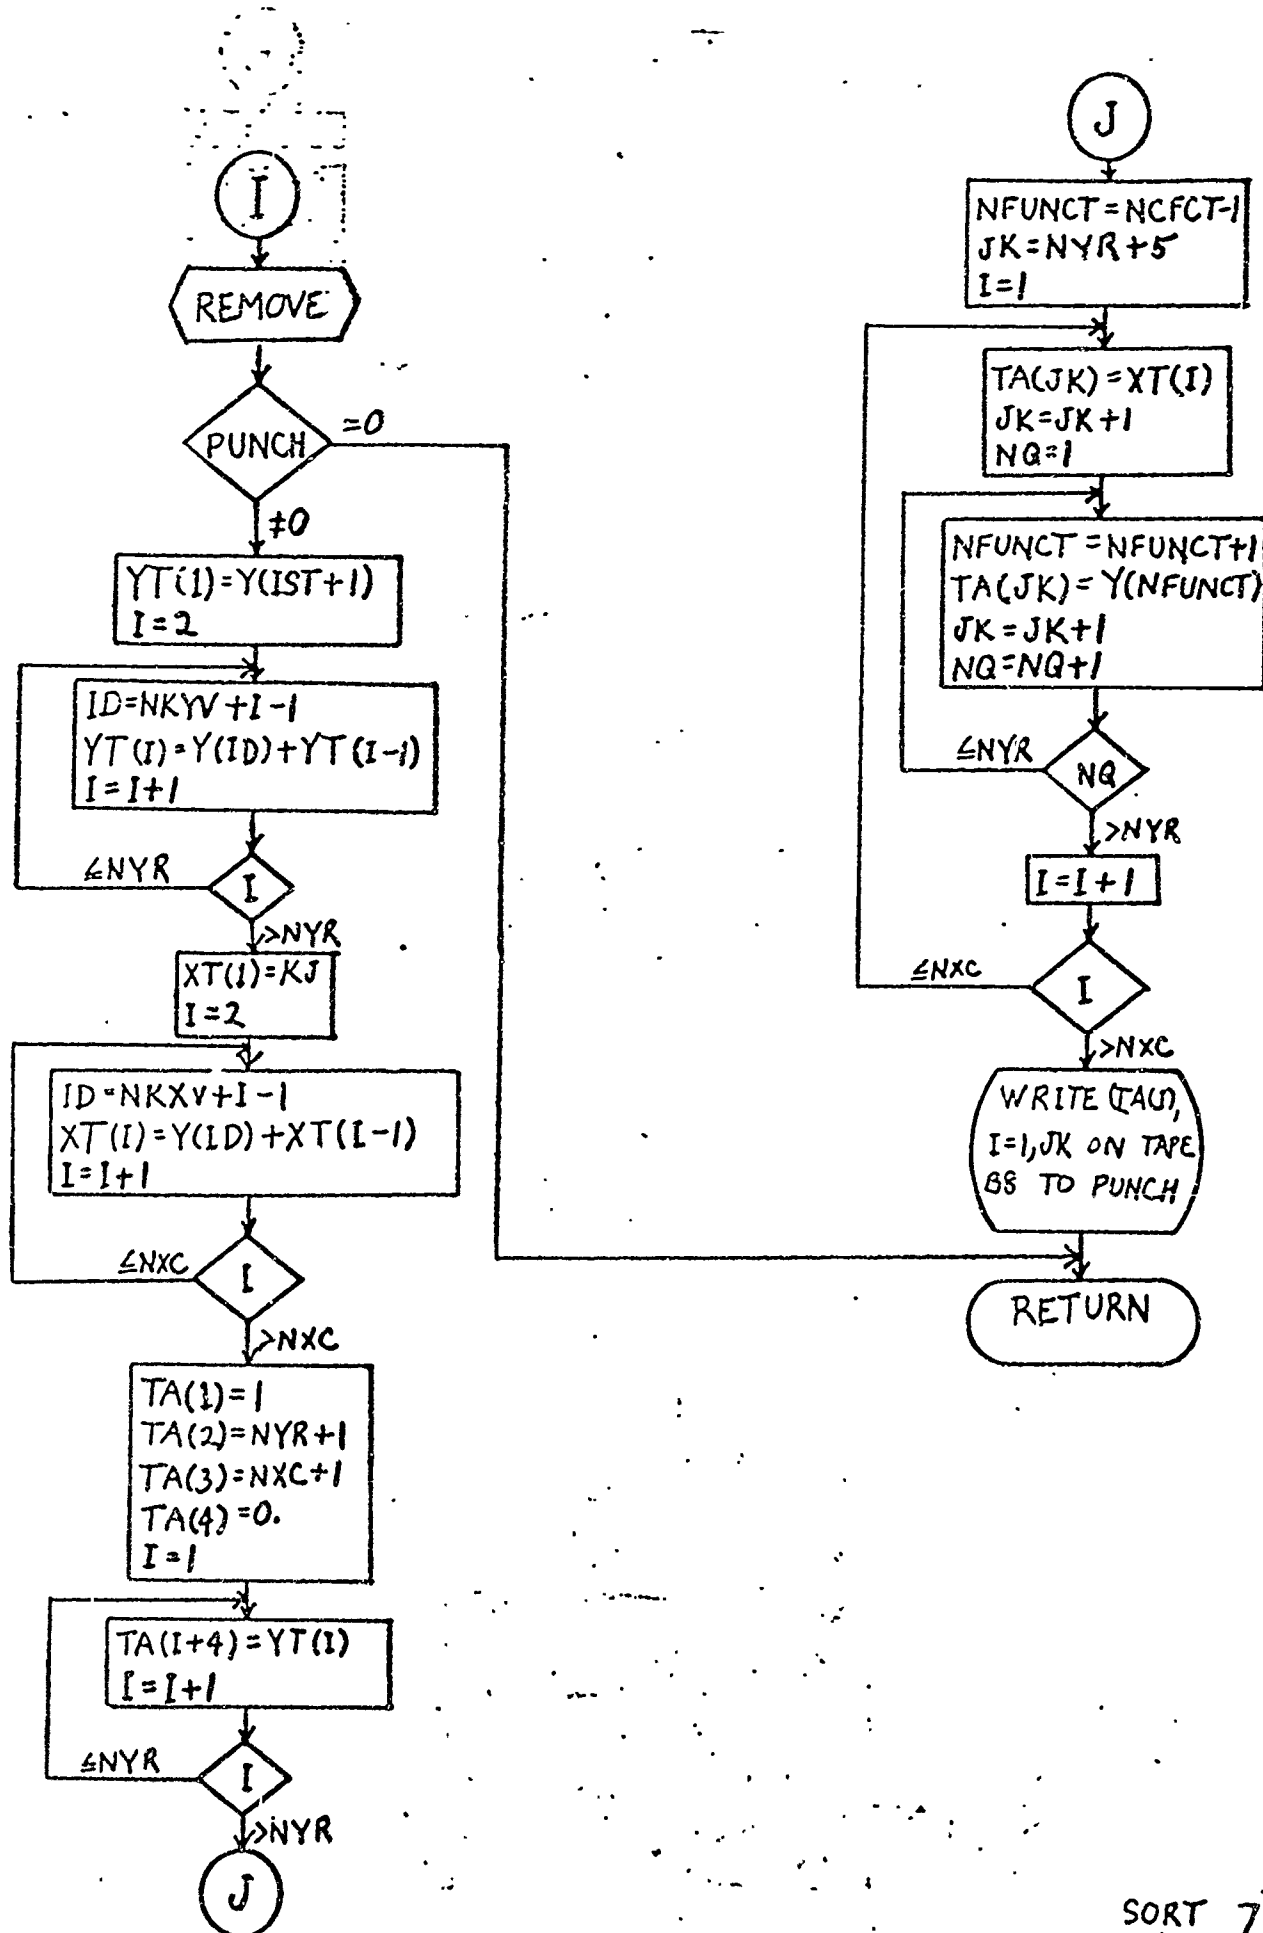 I
REMOVE
PUNCH
=0
≠0
YT(1)=Y(IST+1)
I=2
ID=NKYV+I-1
YT(I)=Y(ID)+YT(I-1)
I=I+1
≤NYR
I
>NYR
XT(1)=KJ
I=2
ID=NKXV+I-1
XT(I)=Y(ID)+XT(I-1)
I=I+1
≤NXC
I
>NXC
TA(1)=1
TA(2)=NYR+1
TA(3)=NXC+1
TA(4)=0.
I=1
TA(I+4)=YT(I)
I=I+1
≤NYR
I
>NYR
J
J
NFUNCT=NCFCT-1
JK=NYR+5
I=1
TA(JK)=XT(I)
JK=JK+1
NQ=1
NFUNCT=NFUNCT+1
TA(JK)=Y(NFUNCT)
JK=JK+1
NQ=NQ+1
≤NYR
NQ
>NYR
I=I+1
≤NXC
I
>NXC
WRITE
I=1,JK ON TAPE
B8 TO PUNCH
RETURN
SORT 7